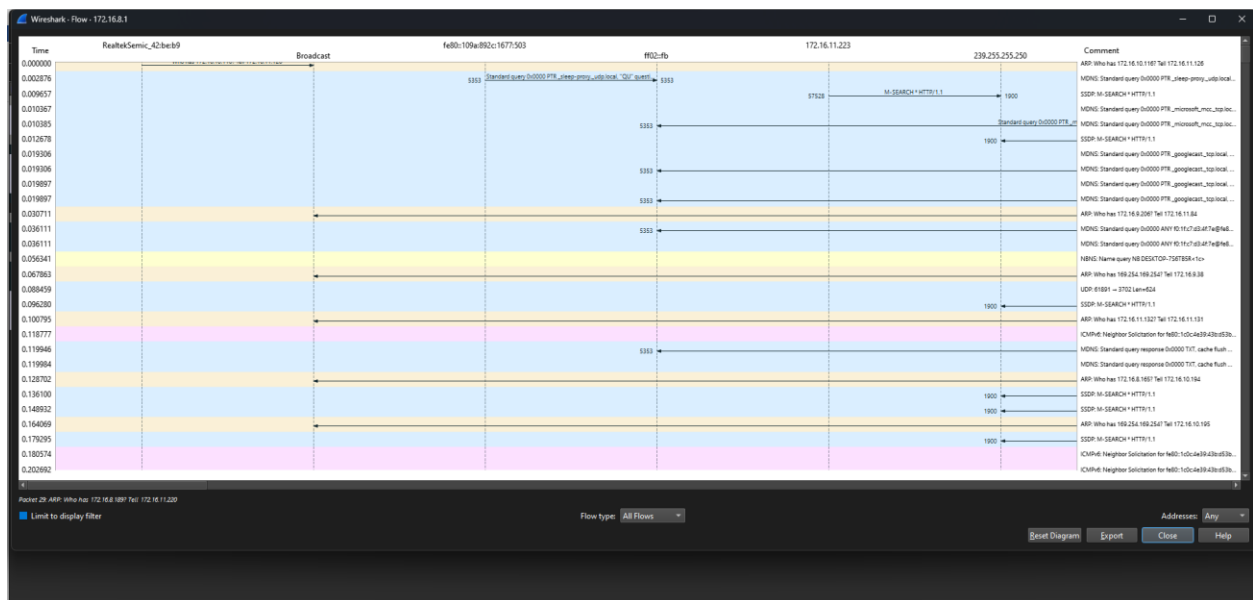 Wireshark - Flow - 172.16.8.1
Time RealtekSemic_42:be:b9 Broadcast fe80::109a:892c:1677:503 ff02::fb 172.16.11.223 239.255.255.250 Comment
0.000000 ARP: Who has 172.16.10.116? Tell 172.16.11.126
0.002876 5353 Standard query 0x0000 PTR _sleep-proxy._udp.local, "QU" questi... 5353 MDNS: Standard query 0x0000 PTR _sleep-proxy._udp.local...
0.009657 57528 M-SEARCH * HTTP/1.1 1900 SSDP: M-SEARCH * HTTP/1.1
0.010367 MDNS: Standard query 0x0000 PTR _microsoft_mcc._tcp.loc...
0.010385 5353 Standard query 0x0000 PTR _m MDNS: Standard query 0x0000 PTR _microsoft_mcc._tcp.loc...
0.012678 1900 SSDP: M-SEARCH * HTTP/1.1
0.019306 MDNS: Standard query 0x0000 PTR _googlecast._tcp.local, ...
0.019306 5353 MDNS: Standard query 0x0000 PTR _googlecast._tcp.local, ...
0.019897 MDNS: Standard query 0x0000 PTR _googlecast._tcp.local, ...
0.019897 5353 MDNS: Standard query 0x0000 PTR _googlecast._tcp.local, ...
0.030711 ARP: Who has 172.16.9.206? Tell 172.16.11.84
0.036111 5353 MDNS: Standard query 0x0000 ANY f0:1f:c7:d3:4f:7e@fe8...
0.036111 MDNS: Standard query 0x0000 ANY f0:1f:c7:d3:4f:7e@fe8...
0.056341 NBNS: Name query NB DESKTOP-7S67B5R<1c>
0.067863 ARP: Who has 169.254.169.254? Tell 172.16.9.38
0.088459 UDP: 61891 → 3702 Len=624
0.096280 1900 SSDP: M-SEARCH * HTTP/1.1
0.100795 ARP: Who has 172.16.11.132? Tell 172.16.11.131
0.118777 ICMPv6: Neighbor Solicitation for fe80::1c0c:4e39:43b:d53b...
0.119946 5353 MDNS: Standard query response 0x0000 TXT, cache flush ...
0.119984 MDNS: Standard query response 0x0000 TXT, cache flush ...
0.128702 ARP: Who has 172.16.8.165? Tell 172.16.10.194
0.136100 1900 SSDP: M-SEARCH * HTTP/1.1
0.148932 1900 SSDP: M-SEARCH * HTTP/1.1
0.164069 ARP: Who has 169.254.169.254? Tell 172.16.10.195
0.179295 1900 SSDP: M-SEARCH * HTTP/1.1
0.180574 ICMPv6: Neighbor Solicitation for fe80::1c0c:4e39:43b:d53b...
0.202692 ICMPv6: Neighbor Solicitation for fe80::1c0c:4e39:43b:d53b...
Packet 29: ARP: Who has 172.16.8.189? Tell 172.16.11.220
Limit to display filter Flow type: All Flows Addresses: Any
Reset Diagram Export Close Help